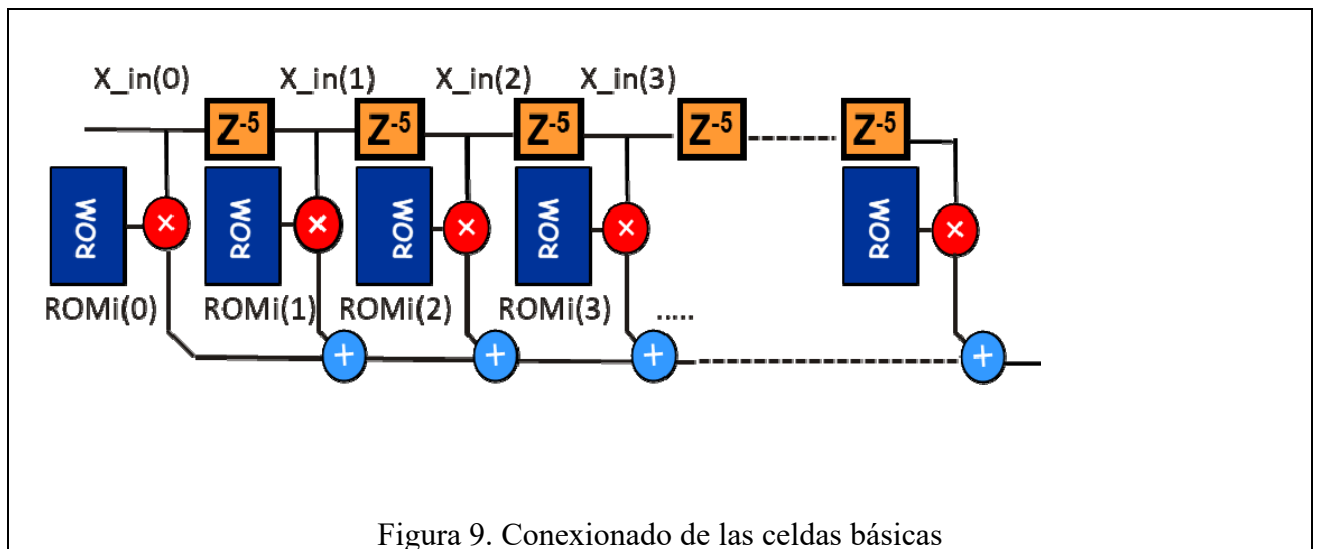 X_in(0) X_in(1) X_in(2) X_in(3)
Z-5 Z-5 Z-5 Z-5 Z-5
ROM × ROM × ROM × ROM × ROM ×
ROMi(0) ROMi(1) ROMi(2) ROMi(3) .....
+ + + +
Figura 9. Conexionado de las celdas básicas